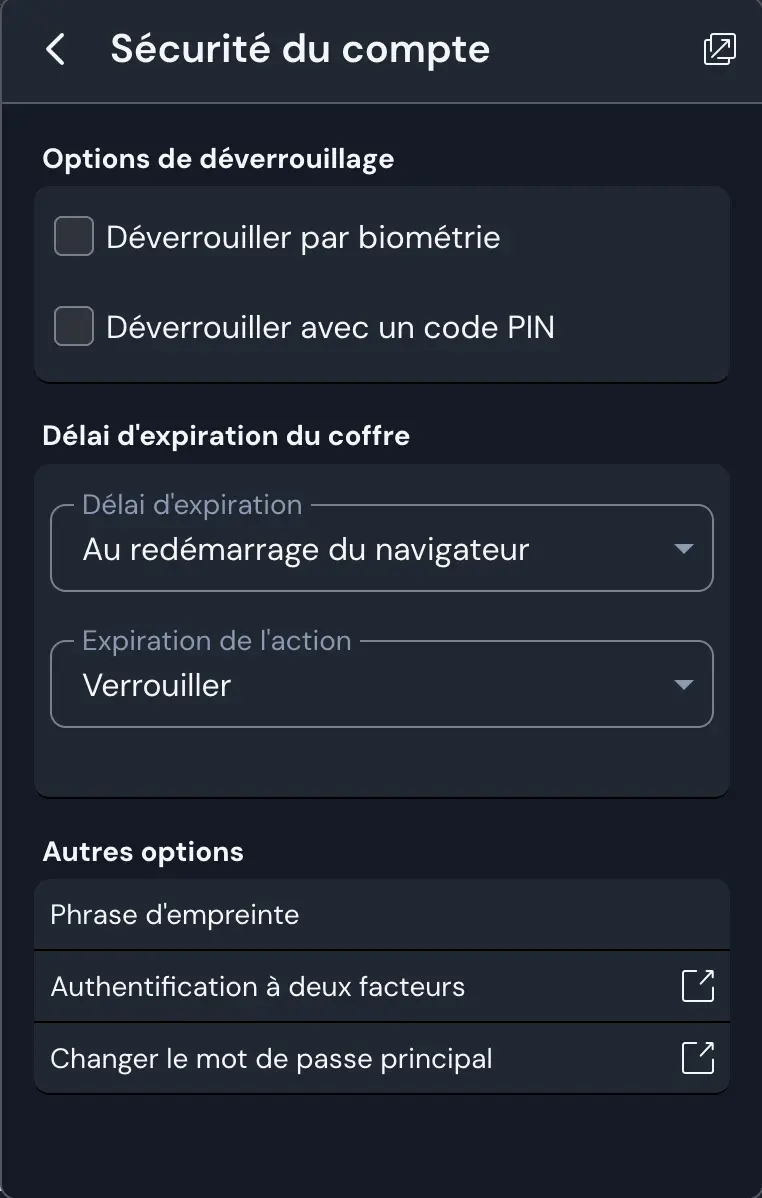 Sécurité du compte
Options de déverrouillage
Déverrouiller par biométrie
Déverrouiller avec un code PIN
Délai d'expiration du coffre
Délai d'expiration
Au redémarrage du navigateur
Expiration de l'action
Verrouiller
Autres options
Phrase d'empreinte
Authentification à deux facteurs
Changer le mot de passe principal